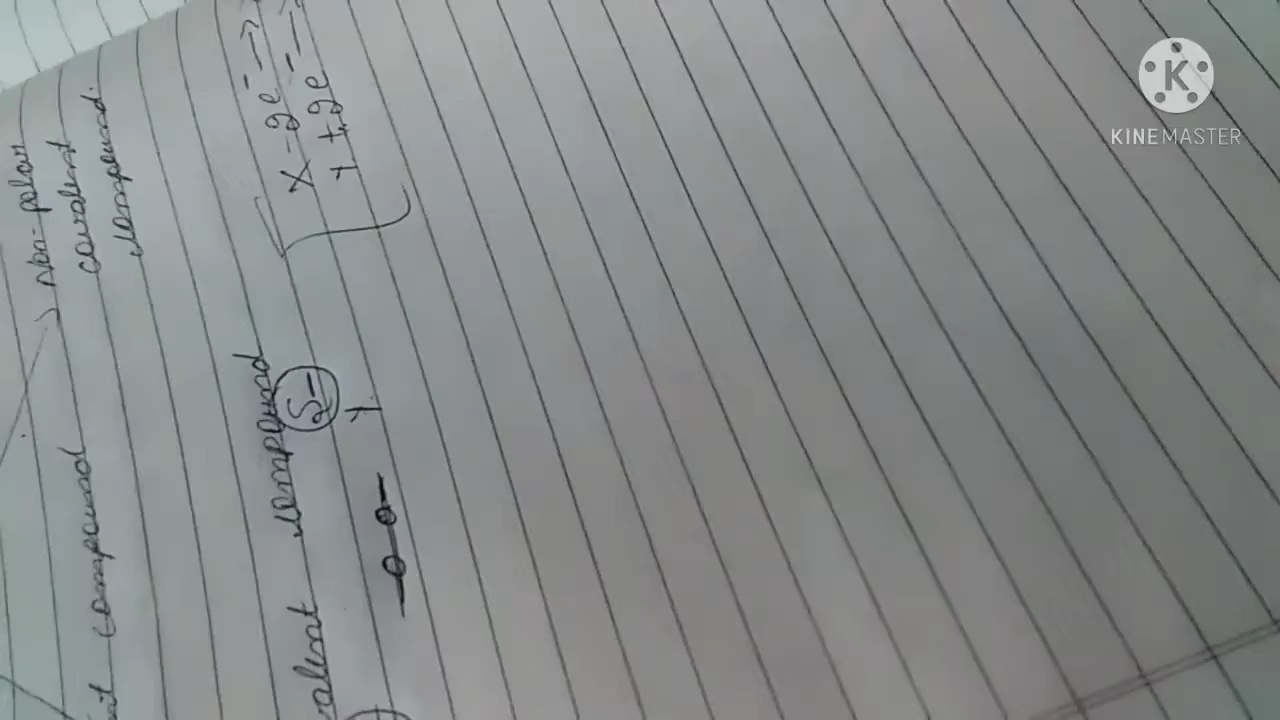 Non-polar
covalent
compound.
compound
valent compound
δ-
Y
X - 2e⁻ →
Y + 2e⁻ →
KINEMASTER